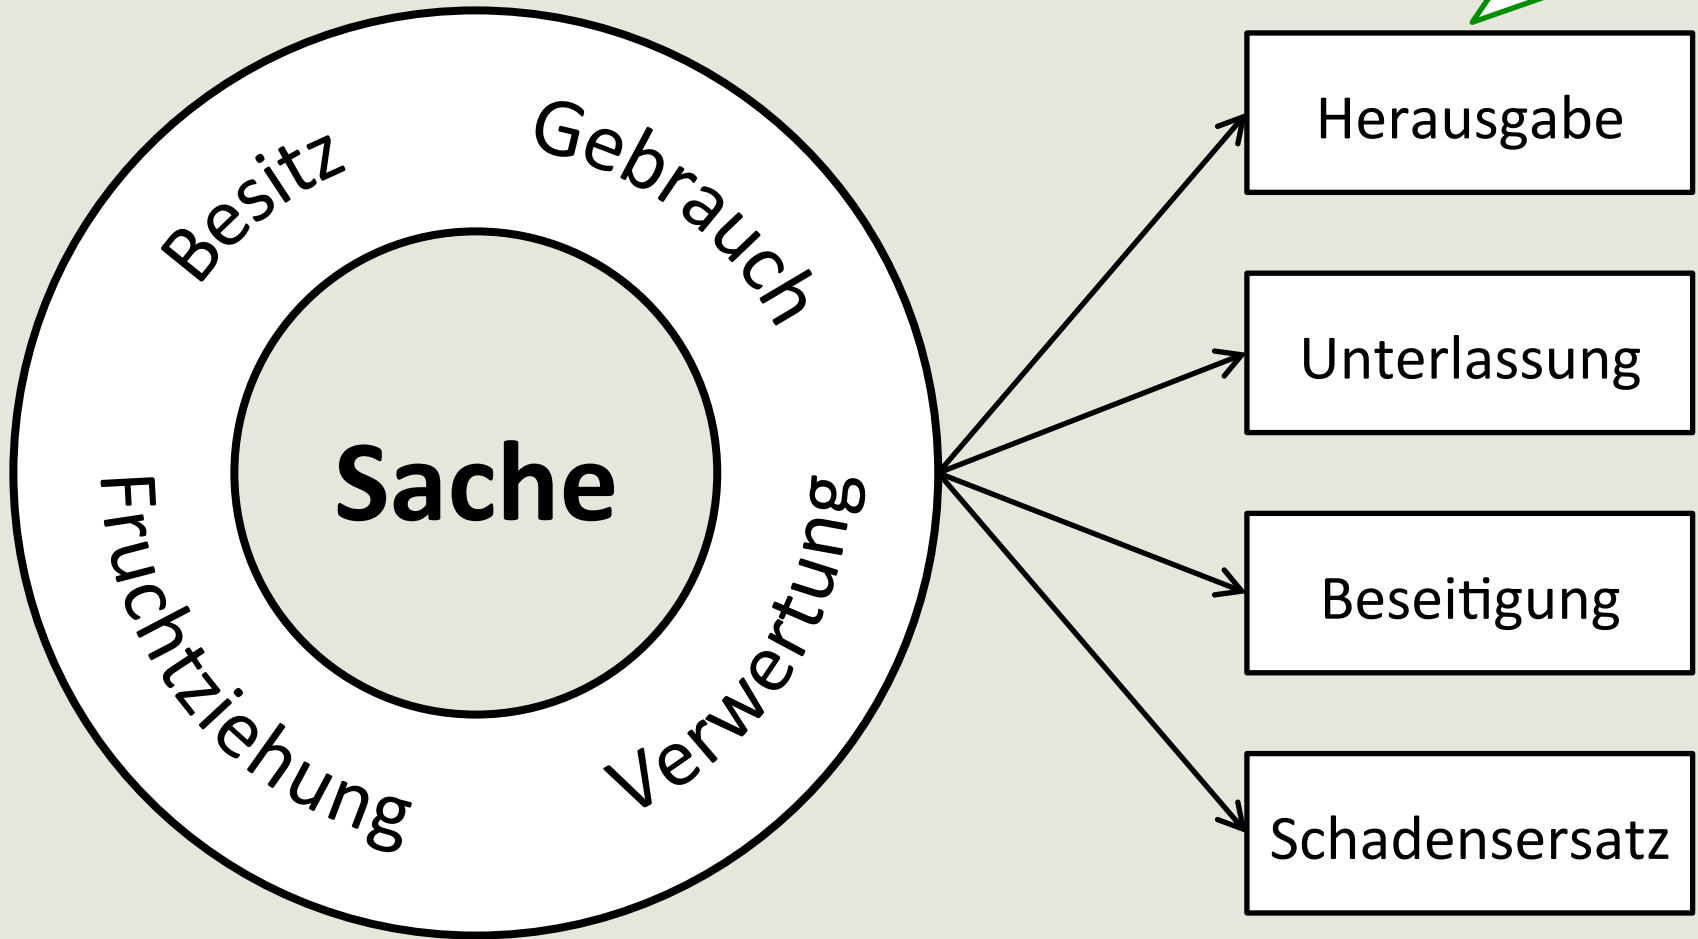 Besitz
Gebrauch
Sache
Fruchtziehung
Verwertung
Herausgabe
Unterlassung
Beseitigung
Schadensersatz